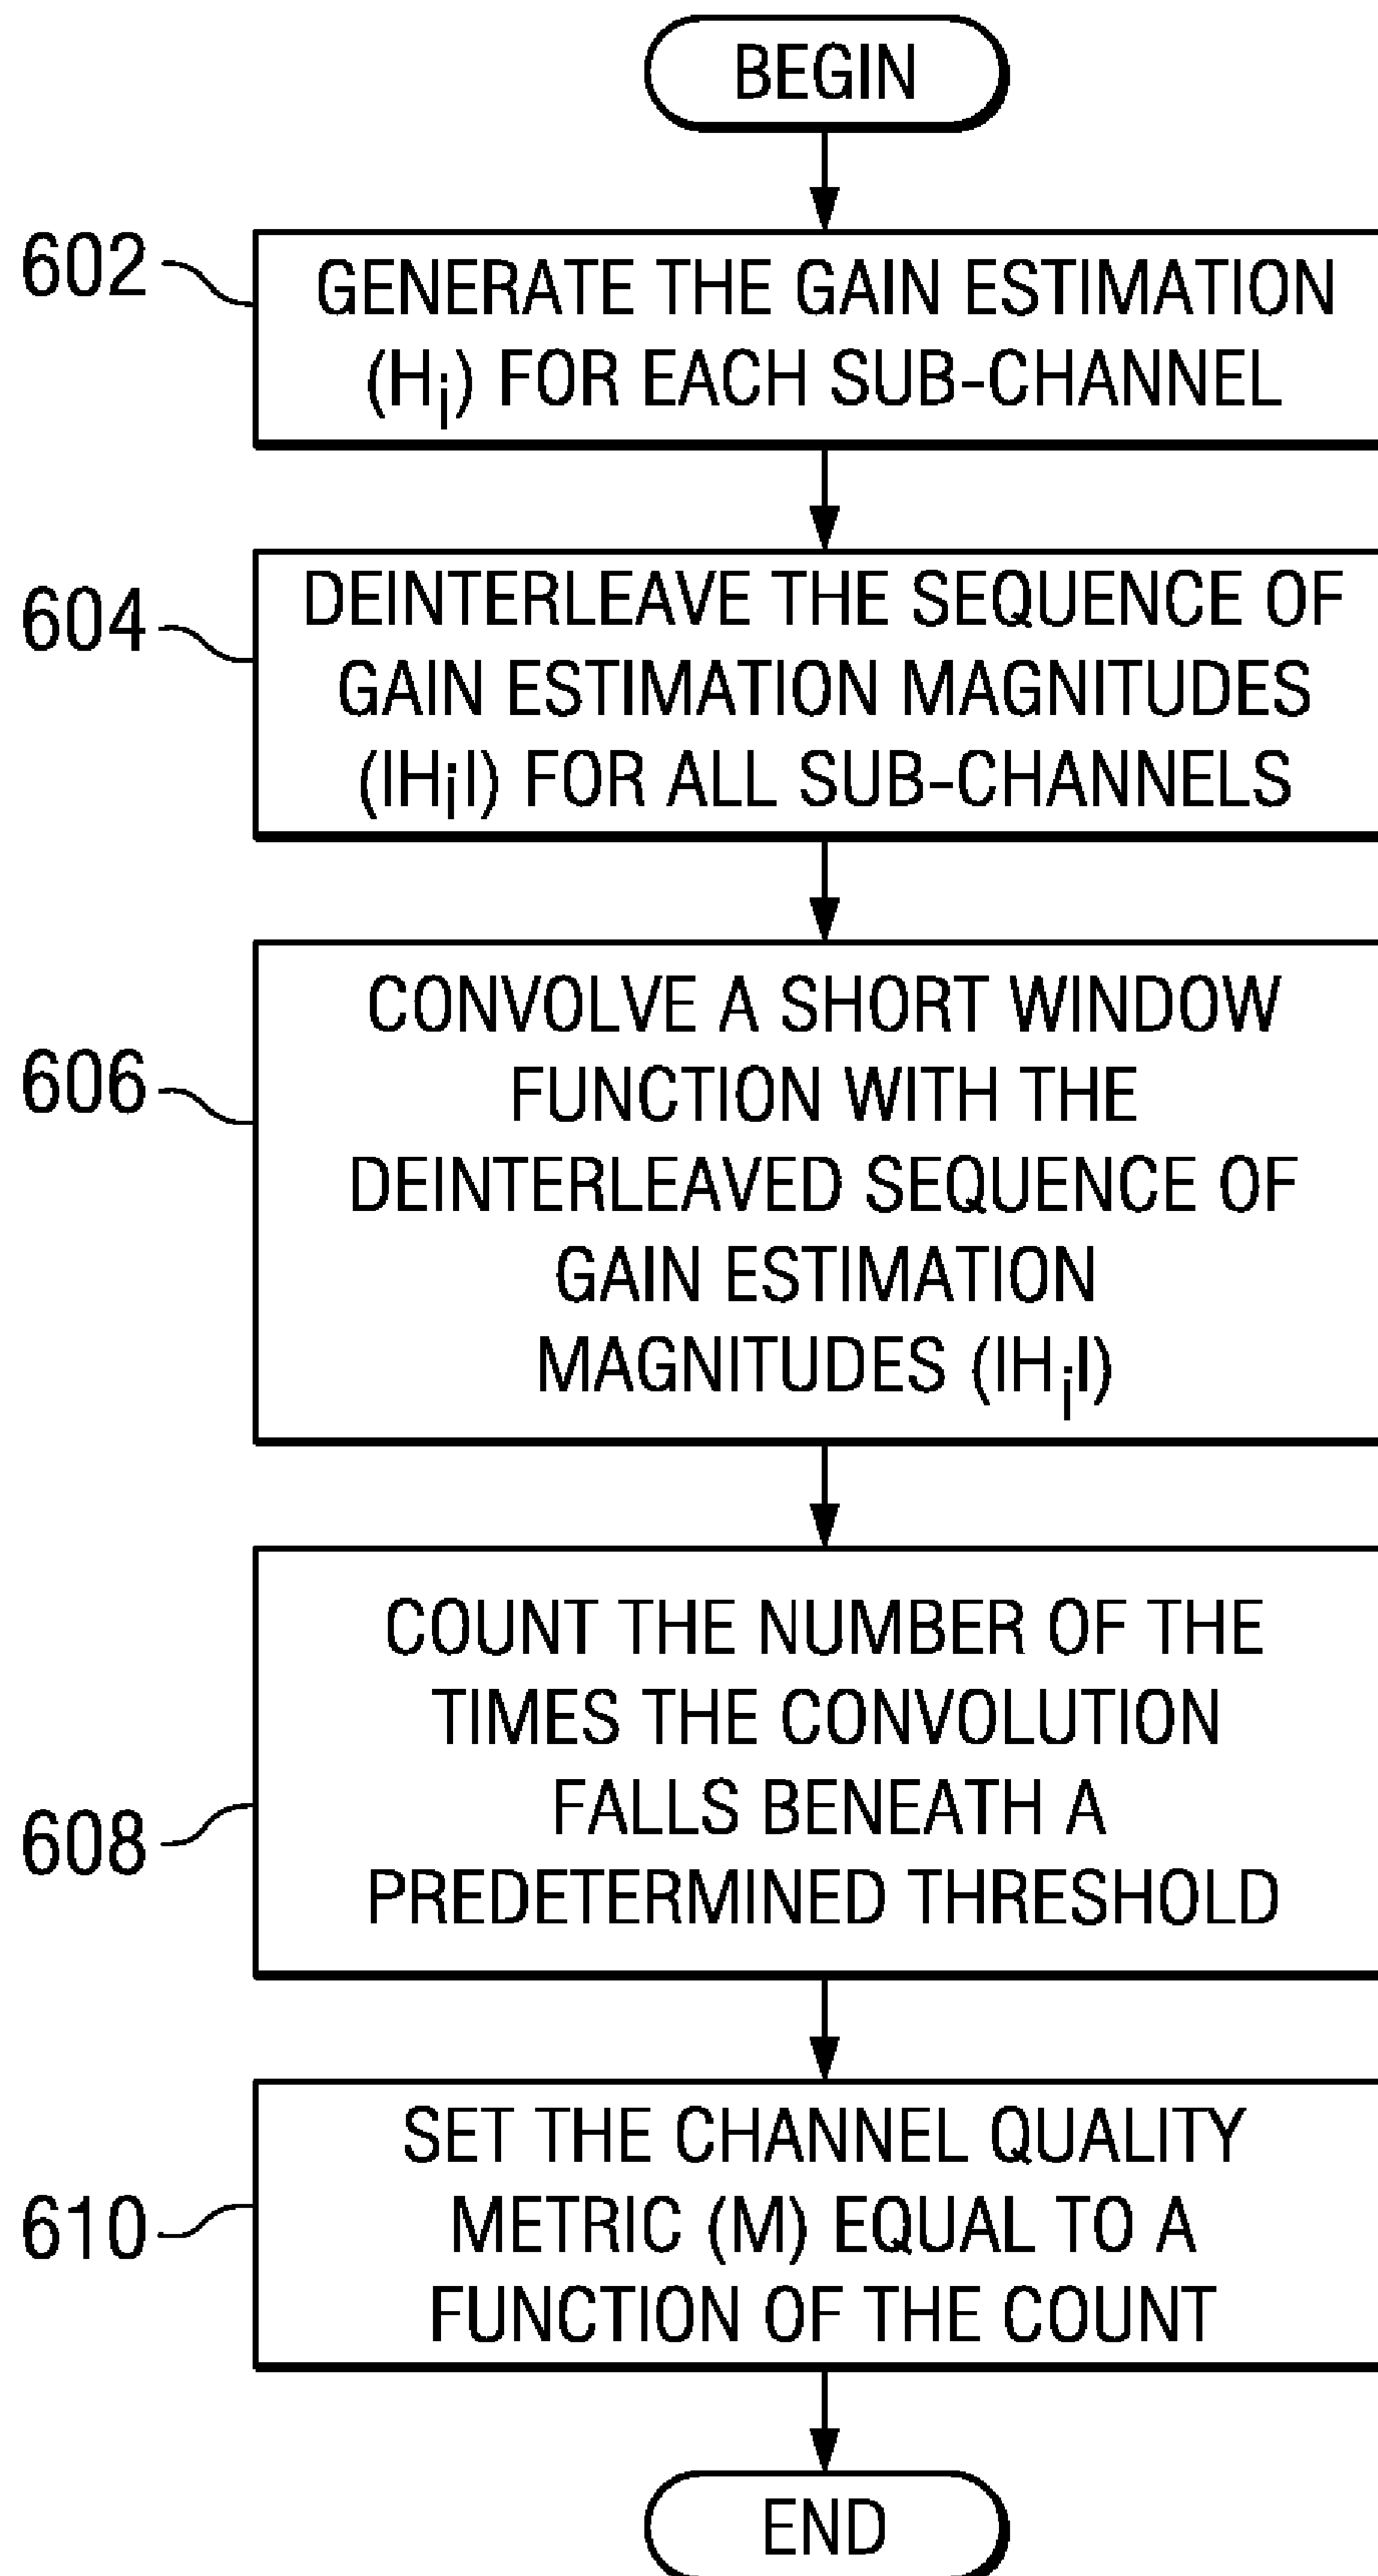 BEGIN
602
GENERATE THE GAIN ESTIMATION
(Hi) FOR EACH SUB-CHANNEL
604
DEINTERLEAVE THE SEQUENCE OF
GAIN ESTIMATION MAGNITUDES
(|Hi|) FOR ALL SUB-CHANNELS
606
CONVOLVE A SHORT WINDOW
FUNCTION WITH THE
DEINTERLEAVED SEQUENCE OF
GAIN ESTIMATION
MAGNITUDES (|Hi|)
608
COUNT THE NUMBER OF THE
TIMES THE CONVOLUTION
FALLS BENEATH A
PREDETERMINED THRESHOLD
610
SET THE CHANNEL QUALITY
METRIC (M) EQUAL TO A
FUNCTION OF THE COUNT
END